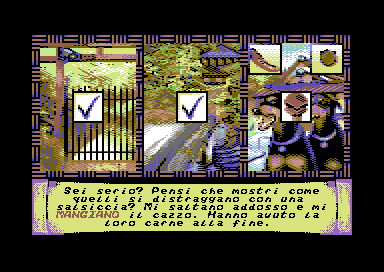 Sei serio? Pensi che mostri come
quelli si distraggano con una
salsiccia? Mi saltano addosso e mi
MANGIANO il cazzo. Hanno avuto la
loro carne alla fine.